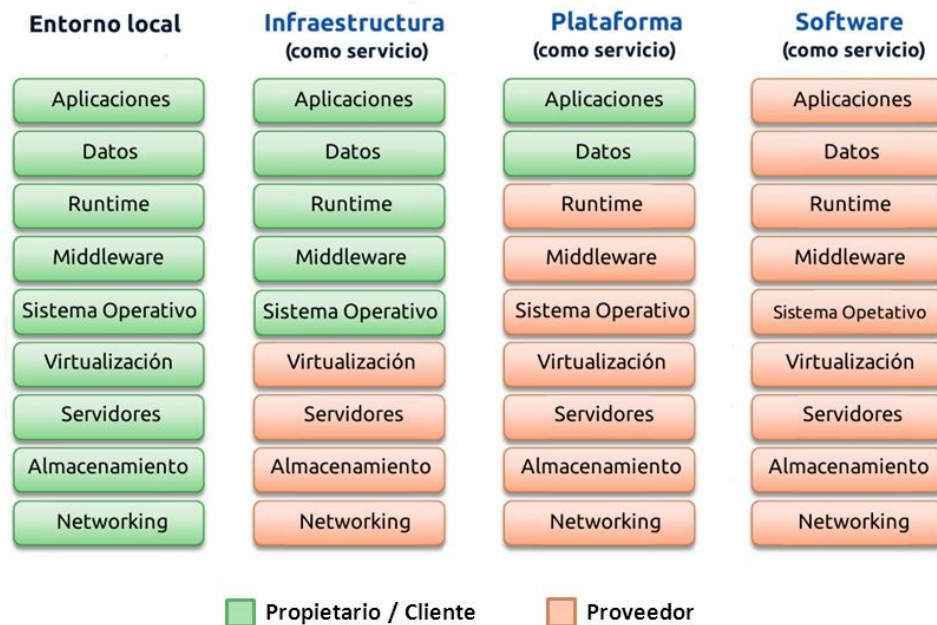 Entorno local
Infraestructura
(como servicio)
Plataforma
(como servicio)
Software
(como servicio)
Aplicaciones
Aplicaciones
Aplicaciones
Aplicaciones
Datos
Datos
Datos
Datos
Runtime
Runtime
Runtime
Runtime
Middleware
Middleware
Middleware
Middleware
Sistema Operativo
Sistema Operativo
Sistema Operativo
Sistema Opetativo
Virtualización
Virtualización
Virtualización
Virtualización
Servidores
Servidores
Servidores
Servidores
Almacenamiento
Almacenamiento
Almacenamiento
Almacenamiento
Networking
Networking
Networking
Networking
Propietario / Cliente
Proveedor